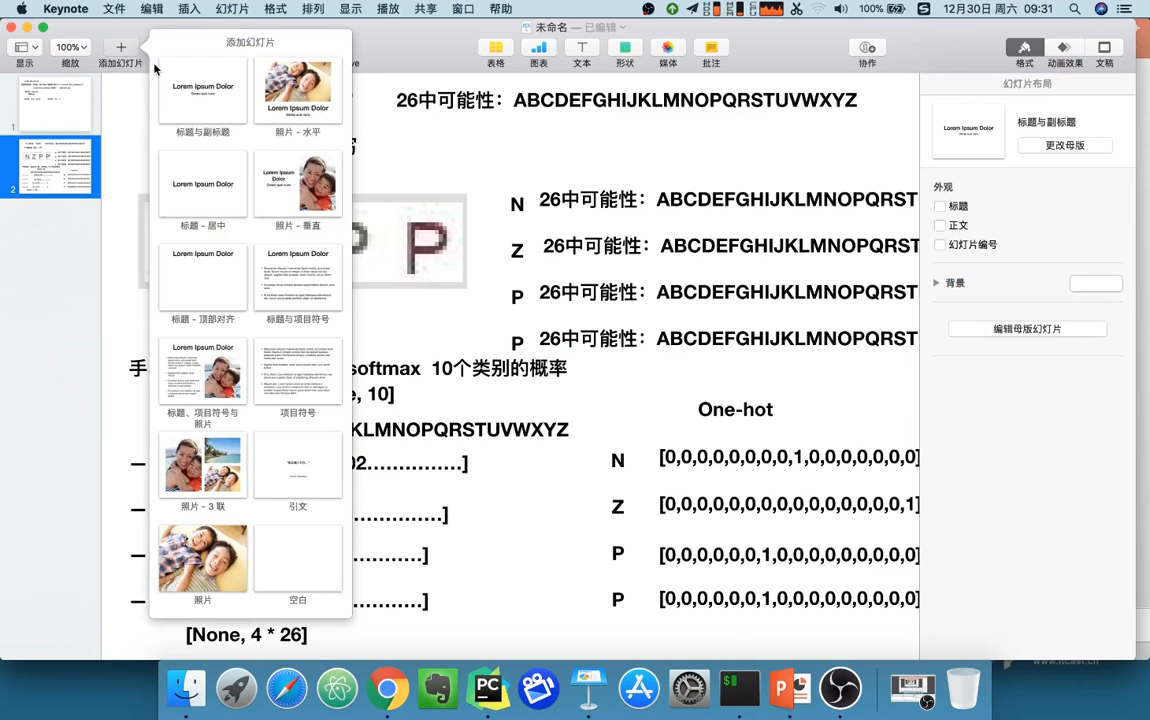 Keynote 文件 编辑 插入 幻灯片 格式 排列 显示 播放 共享 窗口 帮助 100% 12月30日 周六 09:31
未命名 — 已编辑
100%
显示 缩放 添加幻灯片 表格 图表 文本 形状 媒体 批注 协作 格式 动画效果 文稿
添加幻灯片
Lorem Ipsum Dolor
标题与副标题
Lorem Ipsum Dolor
照片 - 水平
Lorem Ipsum Dolor
标题 - 居中
Lorem Ipsum Dolor
照片 - 垂直
Lorem Ipsum Dolor
标题 - 顶部对齐
Lorem Ipsum Dolor
标题与项目符号
Lorem Ipsum Dolor
标题、项目符号与
照片
项目符号
照片 - 3 联
引文
照片
空白
1
2
N Z P P
26中可能性：ABCDEFGHIJKLMNOPQRSTUVWXYZ
P
N 26中可能性：ABCDEFGHIJKLMNOPQRST
Z 26中可能性：ABCDEFGHIJKLMNOPQRST
P 26中可能性：ABCDEFGHIJKLMNOPQRST
P 26中可能性：ABCDEFGHIJKLMNOPQRST
手
softmax 10个类别的概率
, 10]
KLMNOPQRSTUVWXYZ
02..............]
..............]
............]
............]
[None, 4 * 26]
One-hot
N [0,0,0,0,0,0,0,0,1,0,0,0,0,0,0,0]
Z [0,0,0,0,0,0,0,0,0,0,0,0,0,0,0,1]
P [0,0,0,0,0,0,1,0,0,0,0,0,0,0,0,0]
P [0,0,0,0,0,0,1,0,0,0,0,0,0,0,0,0]
幻灯片布局
Lorem Ipsum Dolor
标题与副标题
更改母版
外观
标题
正文
幻灯片编号
背景
编辑母版幻灯片
www.itcast.cn
PC
$
P